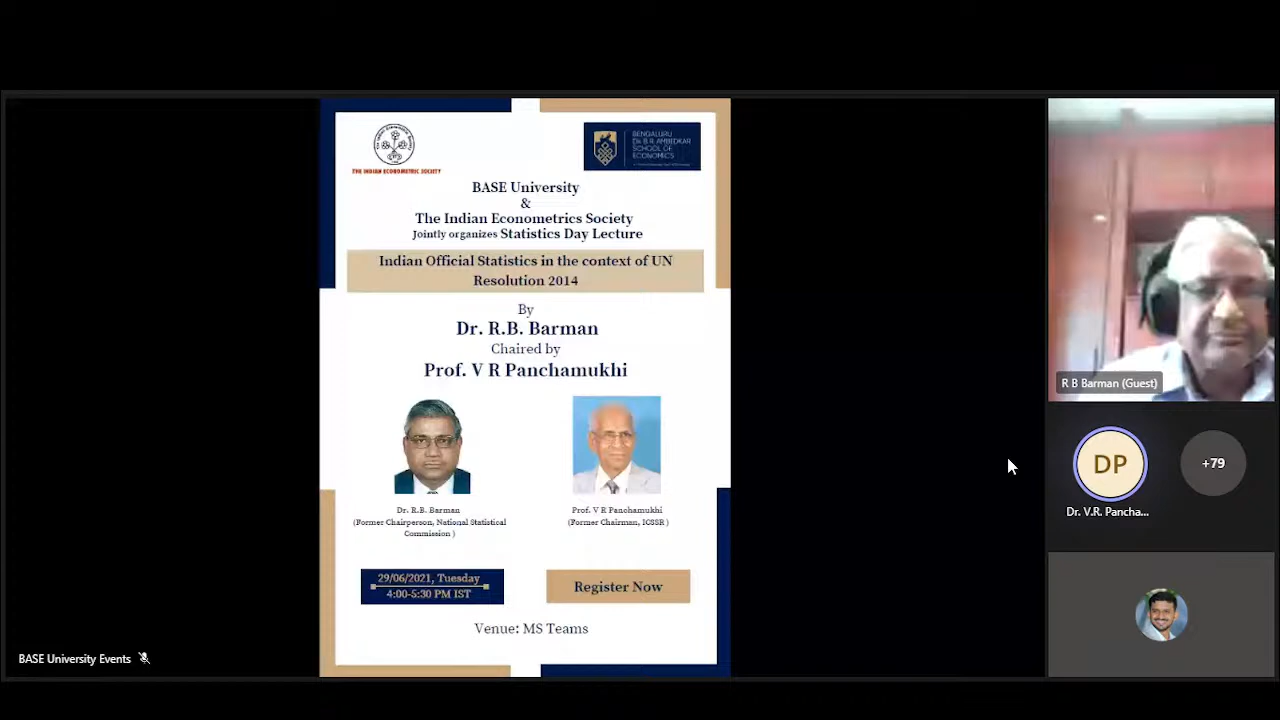 THE INDIAN ECONOMETRIC SOCIETY
BENGALURU
DR B R AMBEDKAR
SCHOOL OF
ECONOMICS
BASE University
&
The Indian Econometrics Society
Jointly organizes Statistics Day Lecture
Indian Official Statistics in the context of UN
Resolution 2014
By
Dr. R.B. Barman
Chaired by
Prof. V R Panchamukhi
Dr. R.B. Barman
(Former Chairperson, National Statistical
Commission )
Prof. V R Panchamukhi
(Former Chairman, ICSSR )
29/06/2021, Tuesday
4:00-5:30 PM IST
Register Now
Venue: MS Teams
BASE University Events
R B Barman (Guest)
DP
+79
Dr. V.R. Pancha...